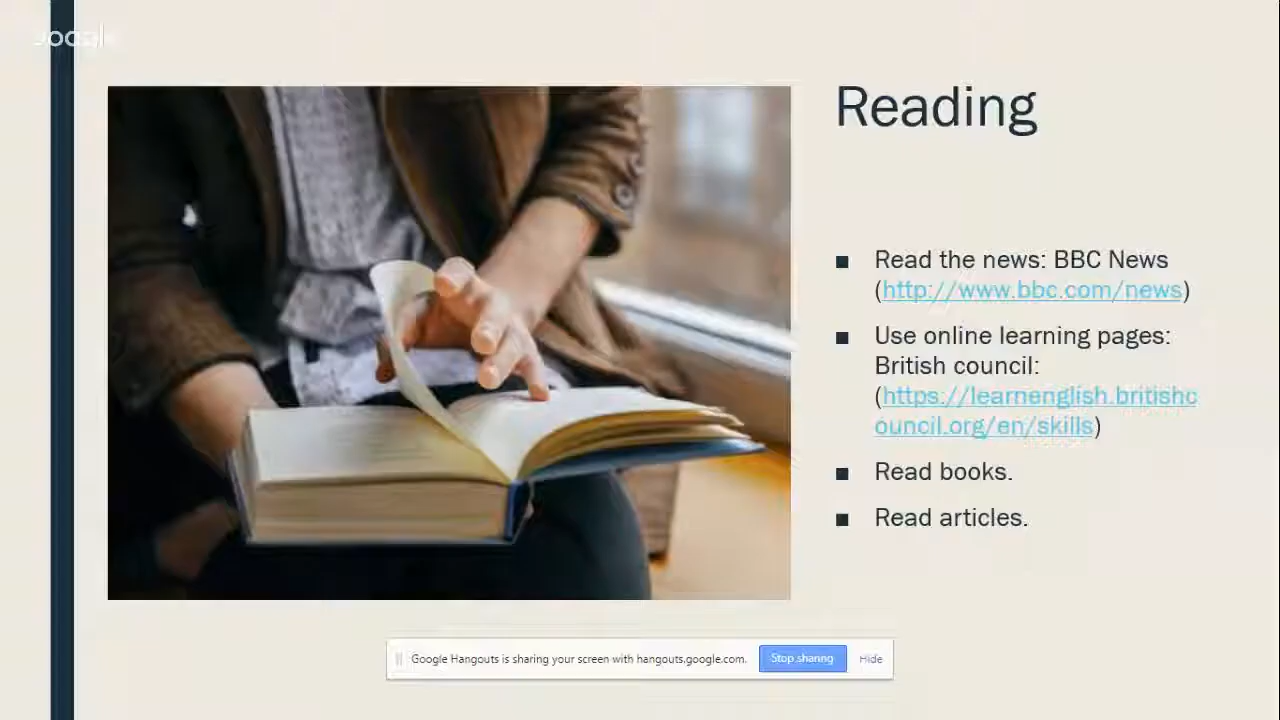 Reading
■ Read the news: BBC News
(http://www.bbc.com/news)
■ Use online learning pages:
British council:
(https://learnenglish.britishc
ouncil.org/en/skills)
■ Read books.
■ Read articles.
Google Hangouts is sharing your screen with hangouts.google.com.
Stop sharing
Hide